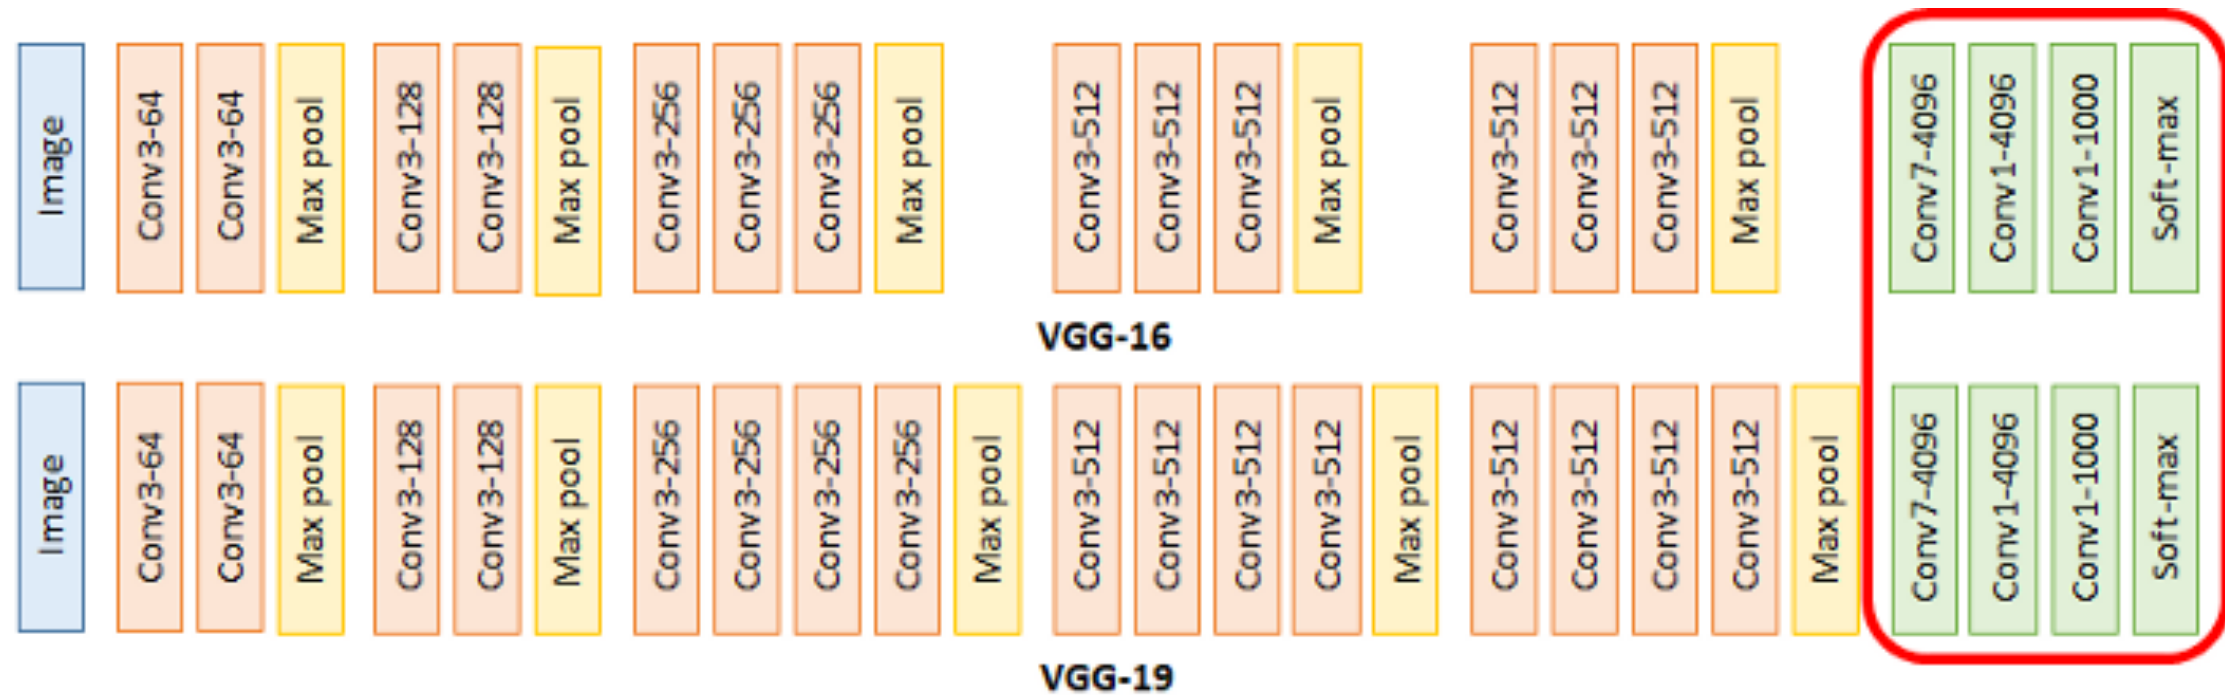 Image
Conv3-64
Conv3-64
Max pool
Conv3-128
Conv3-128
Max pool
Conv3-256
Conv3-256
Conv3-256
Max pool
Conv3-512
Conv3-512
Conv3-512
Max pool
Conv3-512
Conv3-512
Conv3-512
Max pool
Conv7-4096
Conv1-4096
Conv1-1000
Soft-max
VGG-16
Image
Conv3-64
Conv3-64
Max pool
Conv3-128
Conv3-128
Max pool
Conv3-256
Conv3-256
Conv3-256
Conv3-256
Max pool
Conv3-512
Conv3-512
Conv3-512
Conv3-512
Max pool
Conv3-512
Conv3-512
Conv3-512
Conv3-512
Max pool
Conv7-4096
Conv1-4096
Conv1-1000
Soft-max
VGG-19